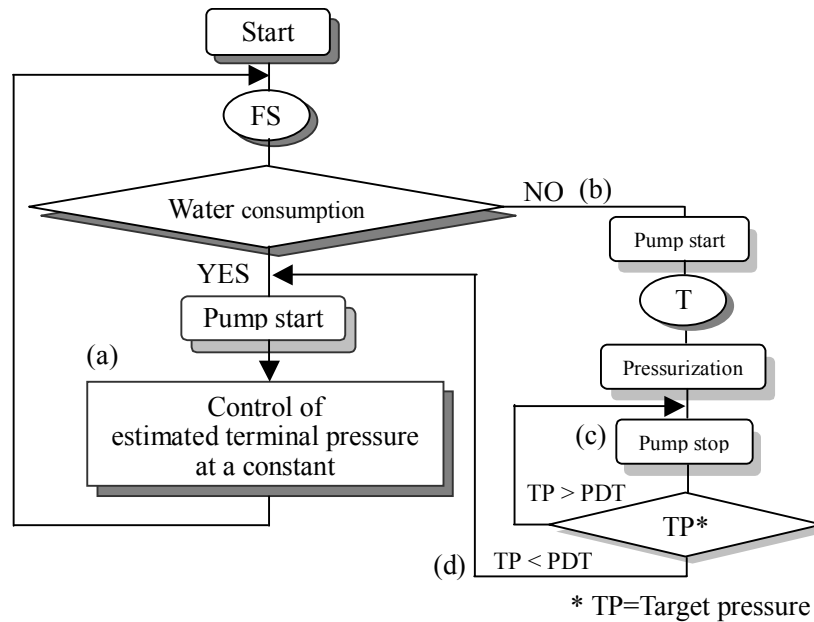 Start
FS
Water consumption
NO (b)
YES
Pump start
(a)
Control of
estimated terminal pressure
at a constant
Pump start
T
Pressurization
(c)
Pump stop
TP > PDT
TP*
(d)
TP < PDT
* TP=Target pressure